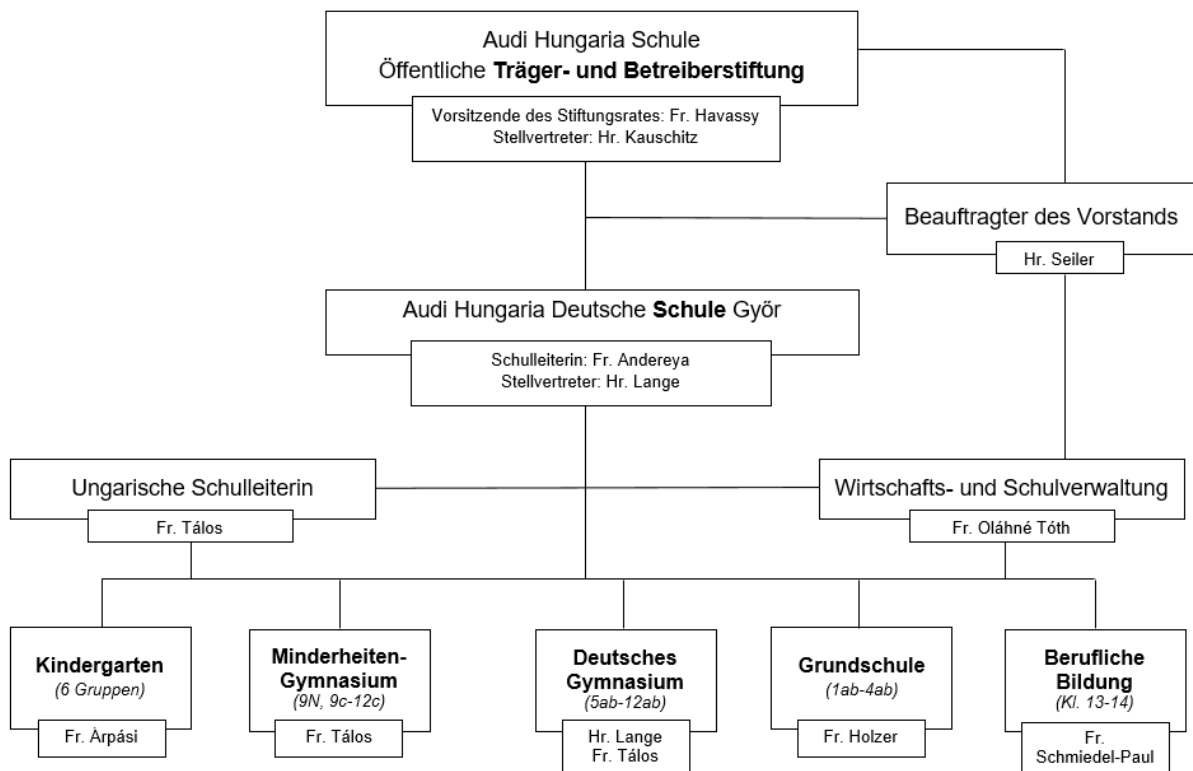 Audi Hungaria Schule
Öffentliche Träger- und Betreiberstiftung
Vorsitzende des Stiftungsrates: Fr. Havassy
Stellvertreter: Hr. Kauschitz
Beauftragter des Vorstands
Hr. Seiler
Audi Hungaria Deutsche Schule Győr
Schulleiterin: Fr. Andereya
Stellvertreter: Hr. Lange
Ungarische Schulleiterin
Fr. Tálos
Wirtschafts- und Schulverwaltung
Fr. Oláhné Tóth
Kindergarten
(6 Gruppen)
Fr. Àrpási
Minderheiten-
Gymnasium
(9N, 9c-12c)
Fr. Tálos
Deutsches
Gymnasium
(5ab-12ab)
Hr. Lange
Fr. Tálos
Grundschule
(1ab-4ab)
Fr. Holzer
Berufliche
Bildung
(Kl. 13-14)
Fr.
Schmiedel-Paul